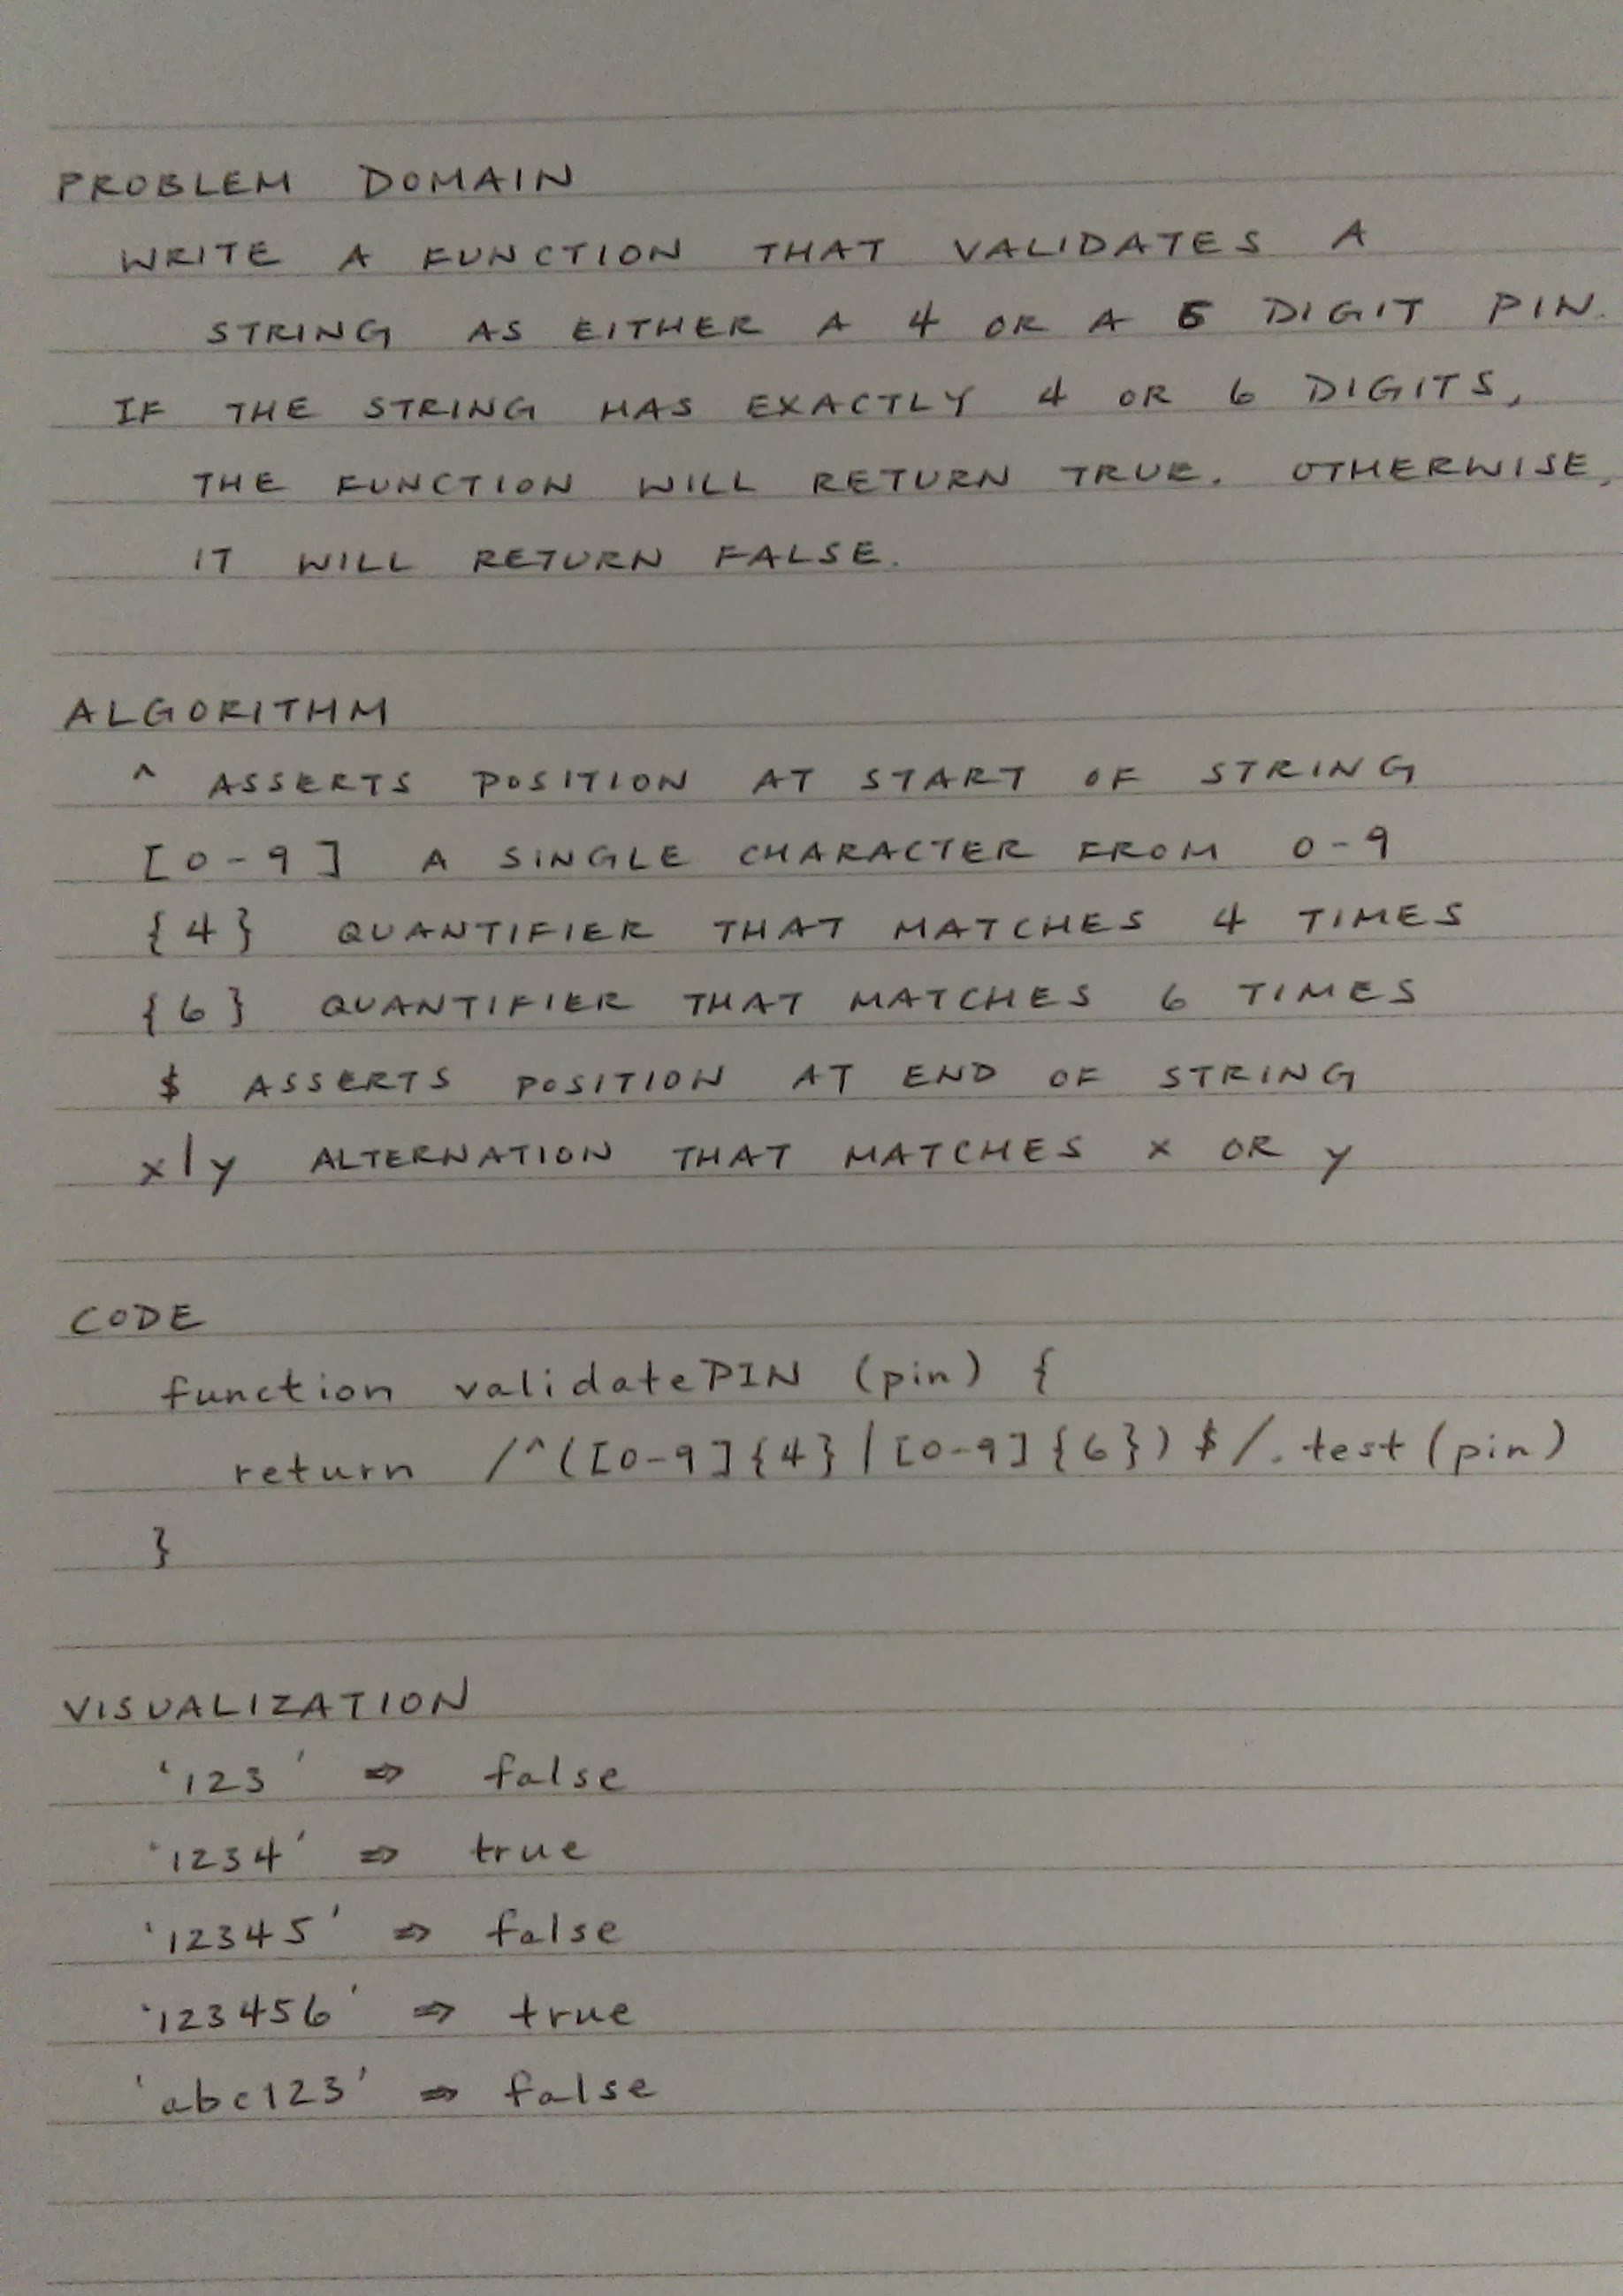 PROBLEM DOMAIN
WRITE A FUNCTION THAT VALIDATES A
STRING AS EITHER A 4 OR A 6 DIGIT PIN.
IF THE STRING HAS EXACTLY 4 OR 6 DIGITS,
THE FUNCTION WILL RETURN TRUE. OTHERWISE,
IT WILL RETURN FALSE.
ALGORITHM
^ ASSERTS POSITION AT START OF STRING
[0-9] A SINGLE CHARACTER FROM 0-9
{4} QUANTIFIER THAT MATCHES 4 TIMES
{6} QUANTIFIER THAT MATCHES 6 TIMES
$ ASSERTS POSITION AT END OF STRING
x|y ALTERNATION THAT MATCHES x OR y
CODE
function validatePIN (pin) {
return /^([0-9]{4}|[0-9]{6})$/.test(pin)
}
VISUALIZATION
'123' => false
'1234' => true
'12345' => false
'123456' => true
'abc123' => false